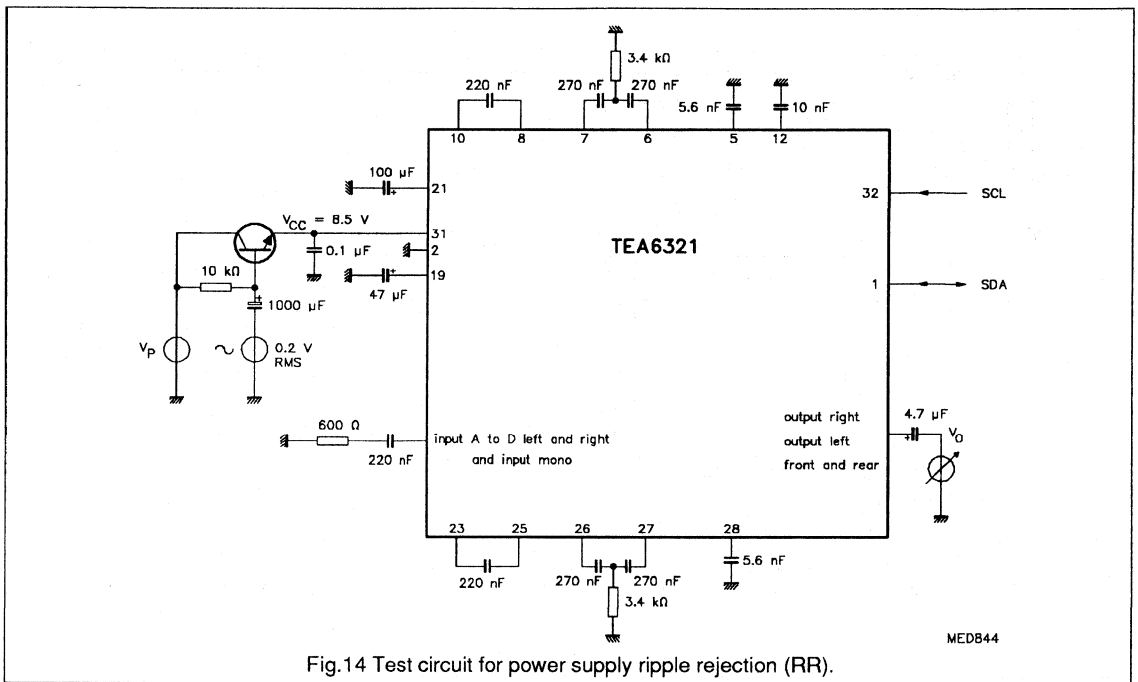 3.4 kΩ
220 nF
270 nF
270 nF
5.6 nF
10 nF
10
8
7
6
5
12
100 μF
+
21
32
SCL
V_CC = 8.5 V
31
TEA6321
0.1 μF
2
10 kΩ
+
19
+
1000 μF
47 μF
1
SDA
V_P
~
0.2 V
RMS
output right
4.7 μF
600 Ω
input A to D left and right
output left
+
V_O
220 nF
and input mono
front and rear
23
25
26
27
28
220 nF
270 nF
270 nF
5.6 nF
3.4 kΩ
MED844
Fig.14 Test circuit for power supply ripple rejection (RR).